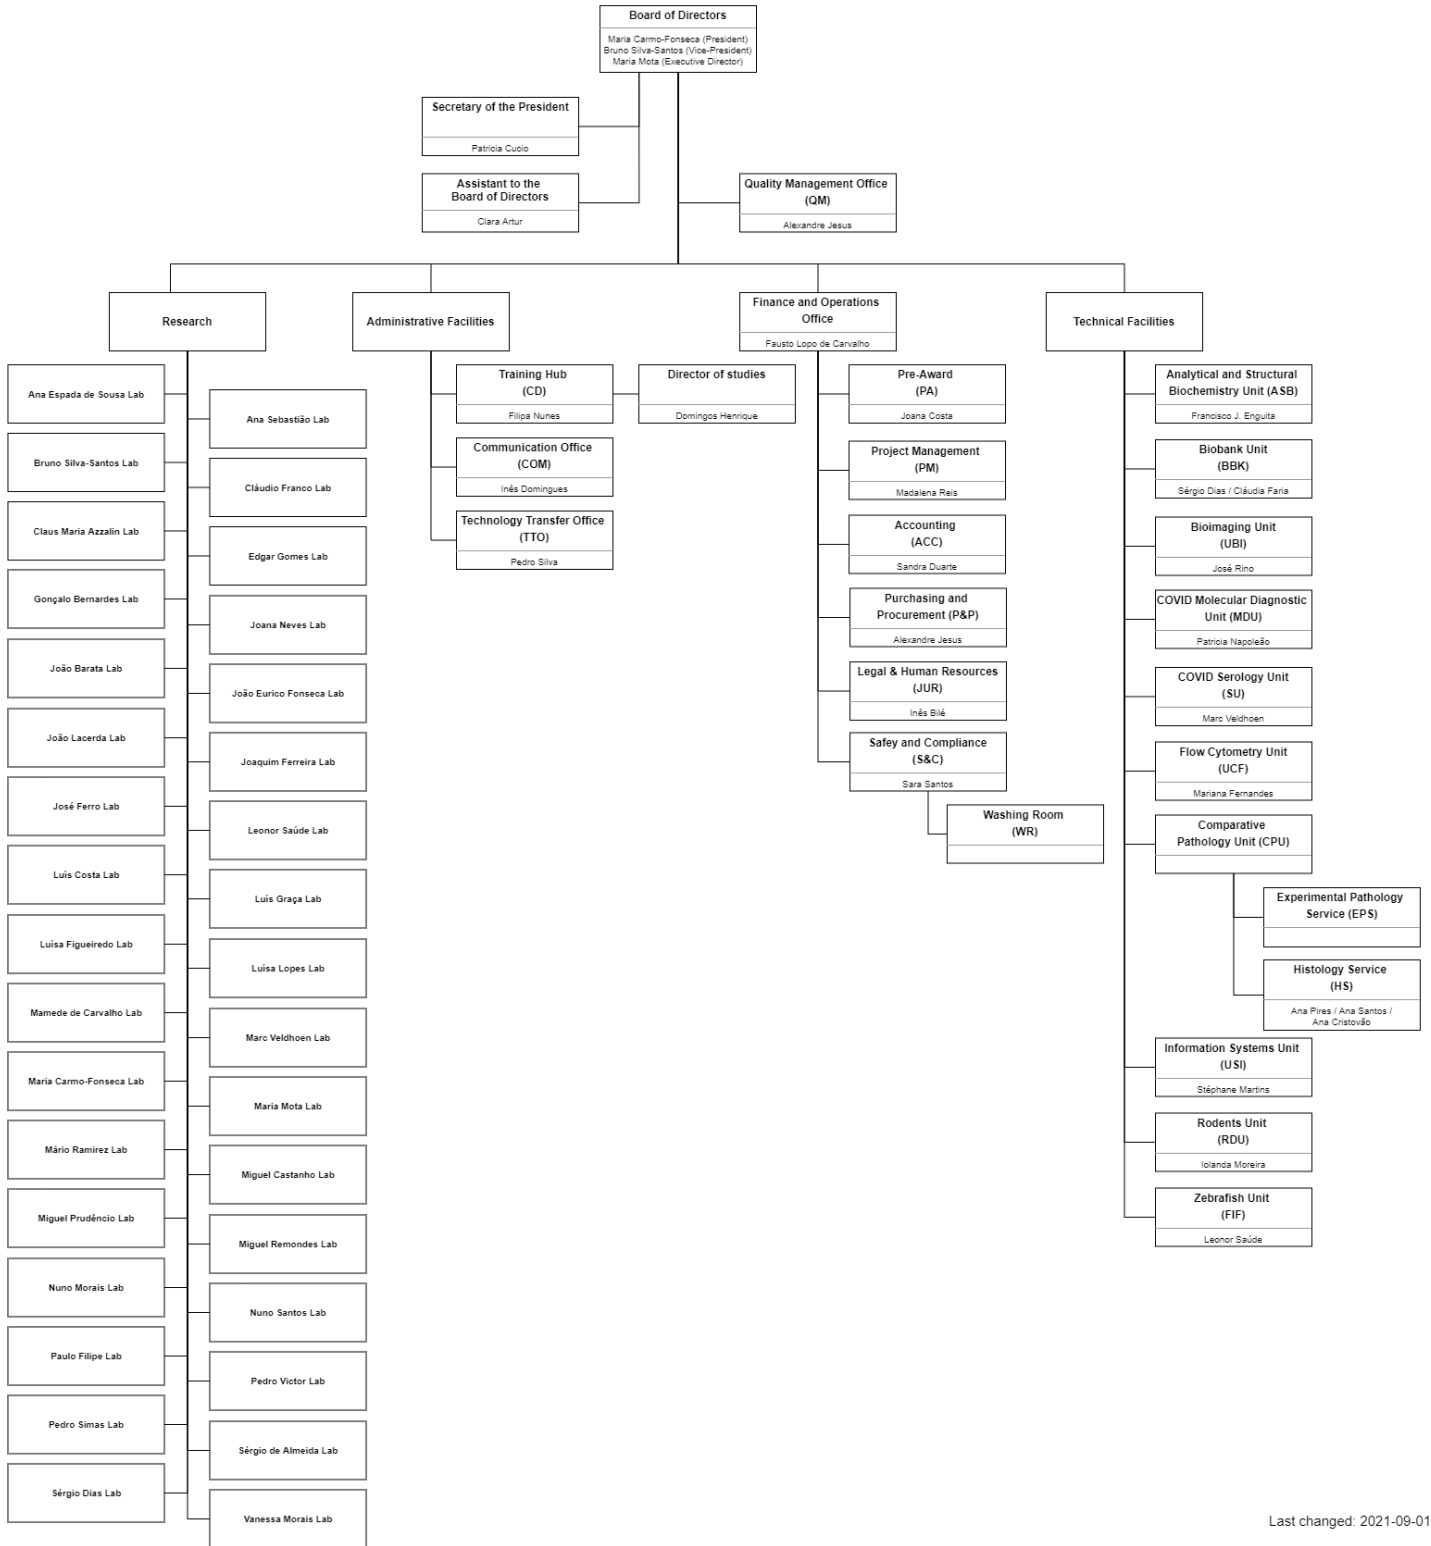 Board of Directors
Maria Carmo-Fonseca (President)
Bruno Silva-Santos (Vice-President)
Maria Mota (Executive Director)
Secretary of the President
Patricia Cucio
Assistant to the
Board of Directors
Clara Artur
Quality Management Office
(QM)
Alexandre Jesus
Research
Ana Espada de Sousa Lab
Ana Sebastião Lab
Bruno Silva-Santos Lab
Cláudio Franco Lab
Claus Maria Azzalin Lab
Edgar Gomes Lab
Gonçalo Bernardes Lab
Joana Neves Lab
João Barata Lab
João Eurico Fonseca Lab
João Lacerda Lab
Joaquim Ferreira Lab
José Ferro Lab
Leonor Saúde Lab
Luís Costa Lab
Luís Graça Lab
Luísa Figueiredo Lab
Luísa Lopes Lab
Mamede de Carvalho Lab
Marc Veldhoen Lab
Maria Carmo-Fonseca Lab
Maria Mota Lab
Mário Ramirez Lab
Miguel Castanho Lab
Miguel Prudêncio Lab
Miguel Remondes Lab
Nuno Morais Lab
Nuno Santos Lab
Paulo Filipe Lab
Pedro Victor Lab
Pedro Simas Lab
Sérgio de Almeida Lab
Sérgio Dias Lab
Vanessa Morais Lab
Administrative Facilities
Training Hub
(CD)
Filipa Nunes
Director of studies
Domingos Henrique
Communication Office
(COM)
Inês Domingues
Technology Transfer Office
(TTO)
Pedro Silva
Finance and Operations
Office
Fausto Lopo de Carvalho
Pre-Award
(PA)
Joana Costa
Project Management
(PM)
Madalena Reis
Accounting
(ACC)
Sandra Duarte
Purchasing and
Procurement (P&P)
Alexandre Jesus
Legal & Human Resources
(JUR)
Inês Bilé
Safey and Compliance
(S&C)
Sara Santos
Washing Room
(WR)
Technical Facilities
Analytical and Structural
Biochemistry Unit (ASB)
Francisco J. Enguita
Biobank Unit
(BBK)
Sérgio Dias / Cláudia Faria
Bioimaging Unit
(UBI)
José Rino
COVID Molecular Diagnostic
Unit (MDU)
Patricia Napoleão
COVID Serology Unit
(SU)
Marc Veldhoen
Flow Cytometry Unit
(UCF)
Mariana Fernandes
Comparative
Pathology Unit (CPU)
Experimental Pathology
Service (EPS)
Histology Service
(HS)
Ana Pires / Ana Santos /
Ana Cristovão
Information Systems Unit
(USI)
Stéphane Martins
Rodents Unit
(RDU)
Iolanda Moreira
Zebrafish Unit
(FIF)
Leonor Saúde
Last changed: 2021-09-01